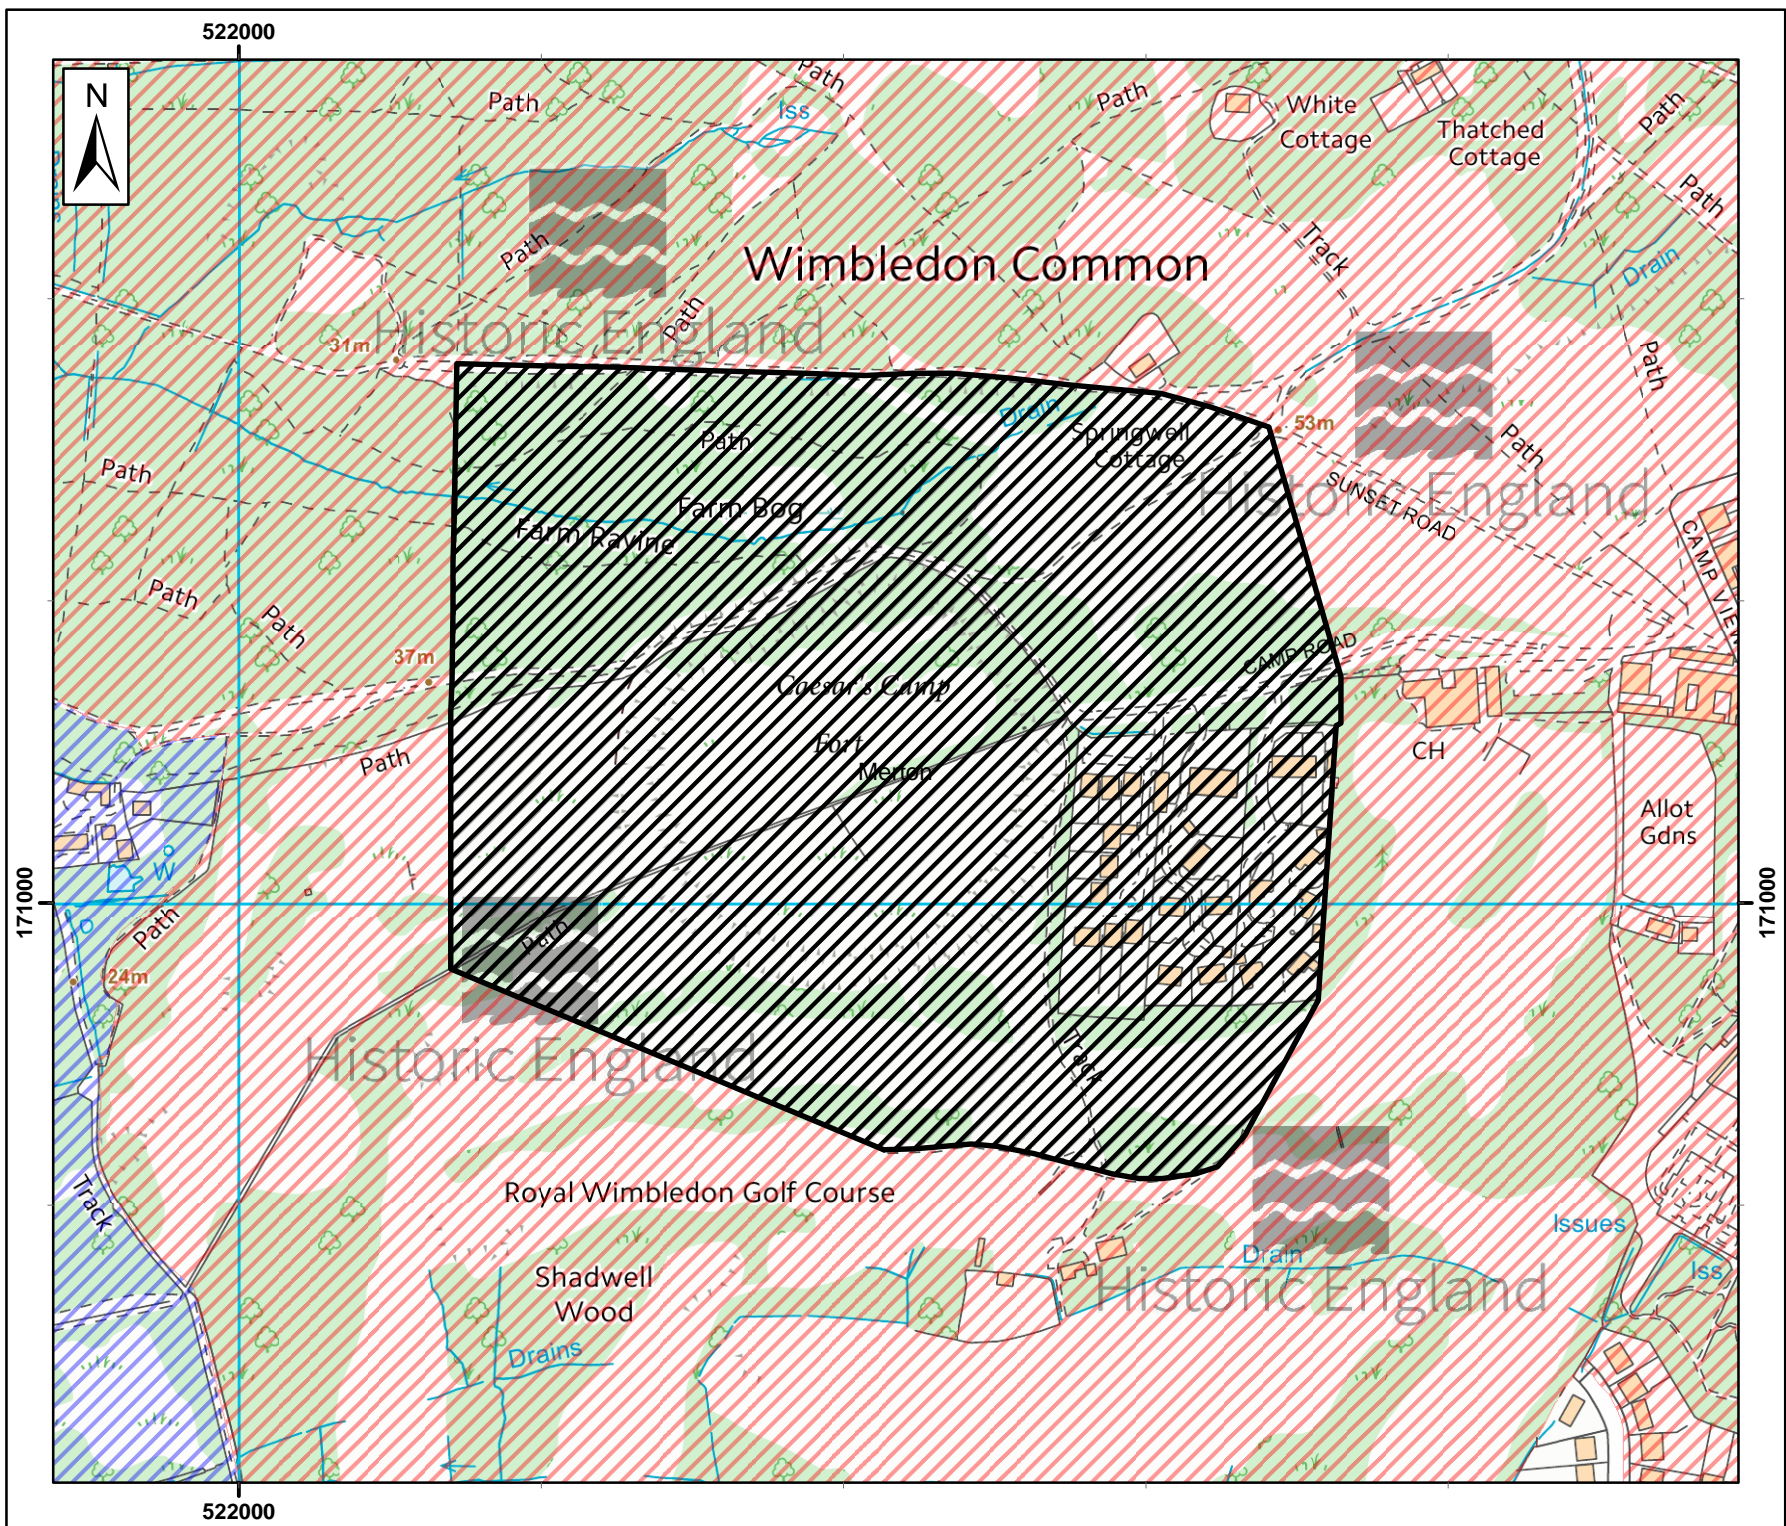 522000
N
Path
Path
Iss
Path
White
Cottage
Thatched
Cottage
Path
Path
Path
Track
Drain
Wimbledon Common
Path
Historic England
31m
Path
Drain
Springwell
Cottage
53m
Path
Historic England
SUNSET ROAD
Path
Path
Farm Bog
Farm Ravine
CAMP VIEW
Path
Path
37m
CAMP ROAD
Caesar's Camp
Fort
Merton
Path
CH
Allot
Gdns
W
171000
171000
Path
Path
24m
Historic England
Track
Track
Royal Wimbledon Golf Course
Issues
Drain
Iss
Historic England
Shadwell
Wood
Drains
522000